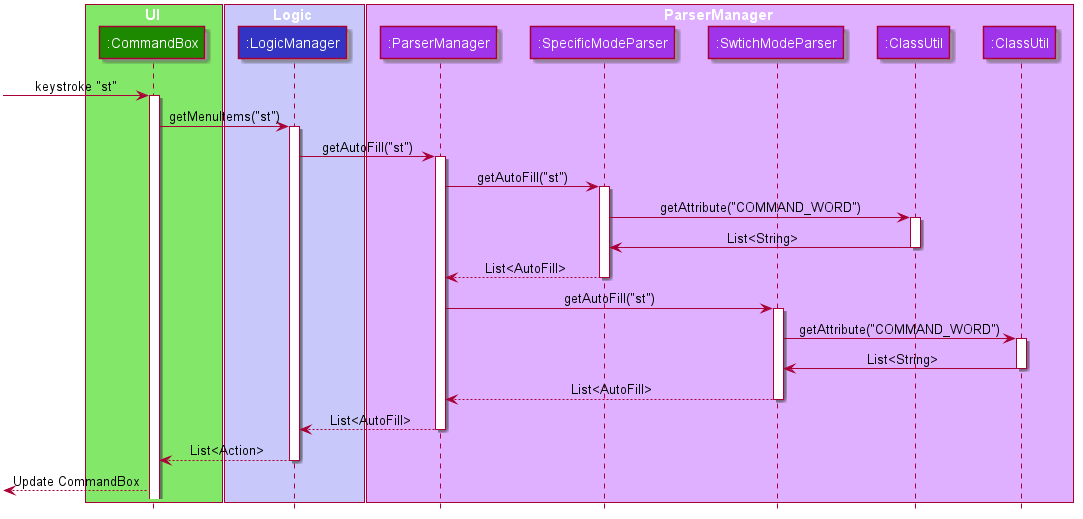 UI
Logic
ParserManager
:CommandBox
:LogicManager
:ParserManager
:SpecificModeParser
:SwtichModeParser
:ClassUtil
:ClassUtil
keystroke "st"
getMenuItems("st")
getAutoFill("st")
getAutoFill("st")
getAttribute("COMMAND_WORD")
List<String>
List<AutoFill>
getAutoFill("st")
getAttribute("COMMAND_WORD")
List<String>
List<AutoFill>
List<AutoFill>
List<Action>
Update CommandBox